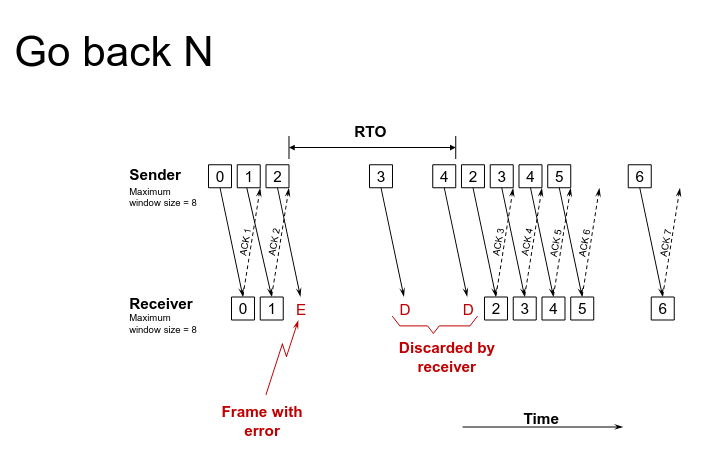 Go back N
RTO
Sender
Maximum
window size = 8
0 1 2 3 4 2 3 4 5 6
ACK 1 ACK 2 ACK 3 ACK 4 ACK 5 ACK 6 ACK 7
Receiver
Maximum
window size = 8
0 1 E D D 2 3 4 5 6
Discarded by
receiver
Frame with
error
Time